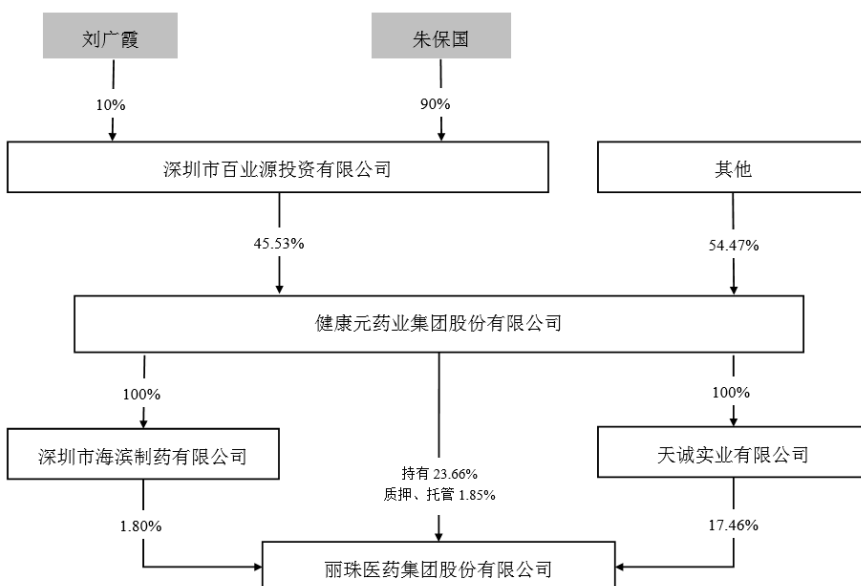 刘广霞
朱保国
10%
90%
深圳市百业源投资有限公司
其他
45.53%
54.47%
健康元药业集团股份有限公司
100%
100%
深圳市海滨制药有限公司
天诚实业有限公司
持有 23.66%
质押、托管 1.85%
1.80%
17.46%
丽珠医药集团股份有限公司